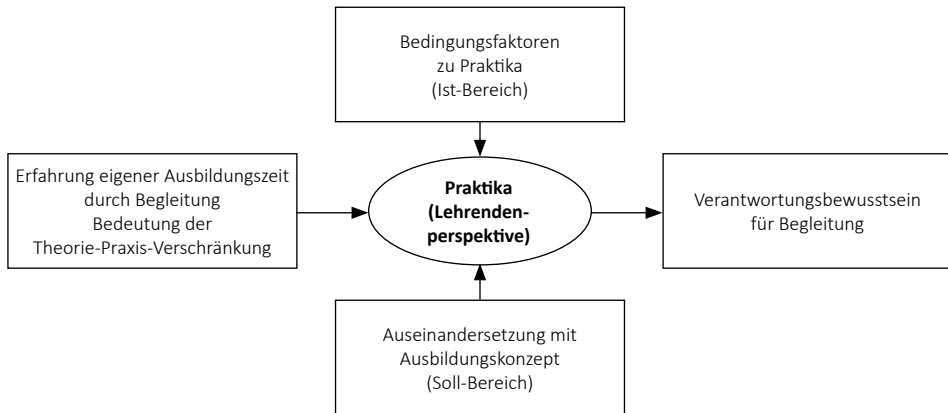 Bedingungsfaktoren
zu Praktika
(Ist-Bereich)
Erfahrung eigener Ausbildungszeit
durch Begleitung
Bedeutung der
Theorie-Praxis-Verschränkung
Praktika
(Lehrenden-
perspektive)
Verantwortungsbewusstsein
für Begleitung
Auseinandersetzung mit
Ausbildungskonzept
(Soll-Bereich)